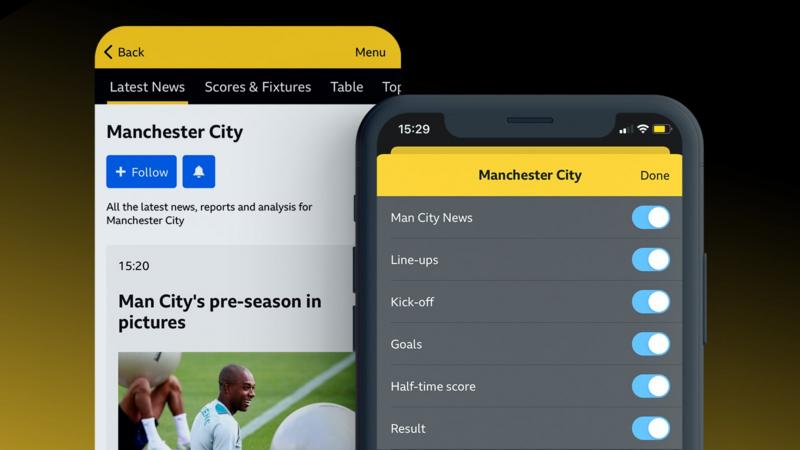 Back
Menu
Latest News
Scores & Fixtures
Table
Manchester City
+ Follow
All the latest news, reports and analysis for
Manchester City
15:20
Man City's pre-season in
pictures
15:29
Manchester City
Done
Man City News
Line-ups
Kick-off
Goals
Half-time score
Result